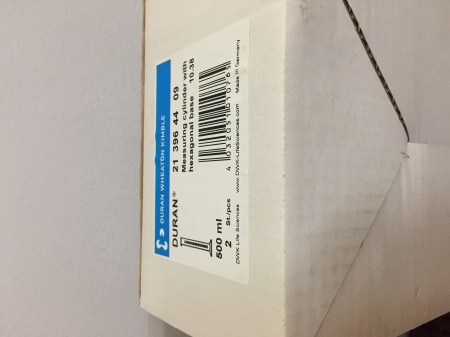 DURAN WHEATON KIMBLE
DURAN®
21 396 44 09
Measuring cylinder with
hexagonal base 10.38
500 ml
2 St./pcs
4 032051 010765
DWK Life Sciences www.DWK-LifeSciences.com Made in Germany